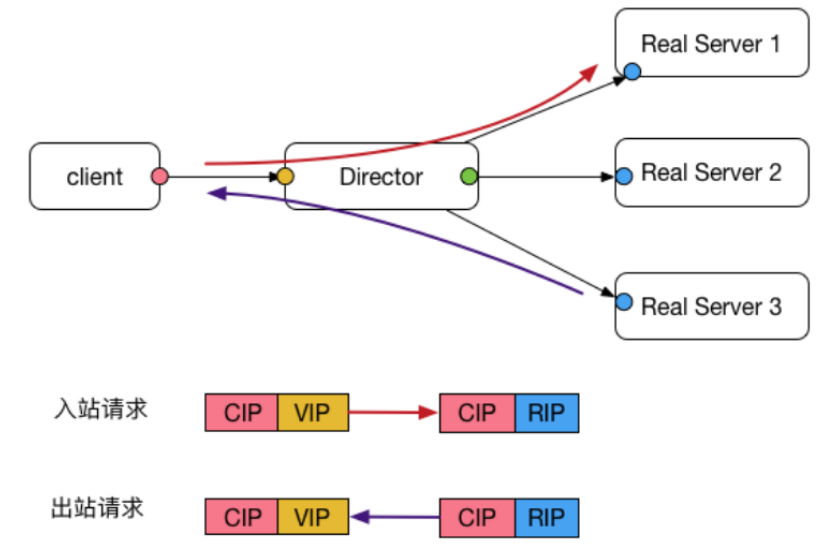 Real Server 1
client
Director
Real Server 2
Real Server 3
入站请求 CIP VIP CIP RIP
出站请求 CIP VIP CIP RIP